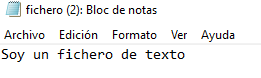 fichero (2): Bloc de notas
Archivo Edición Formato Ver Ayuda
Soy un fichero de texto